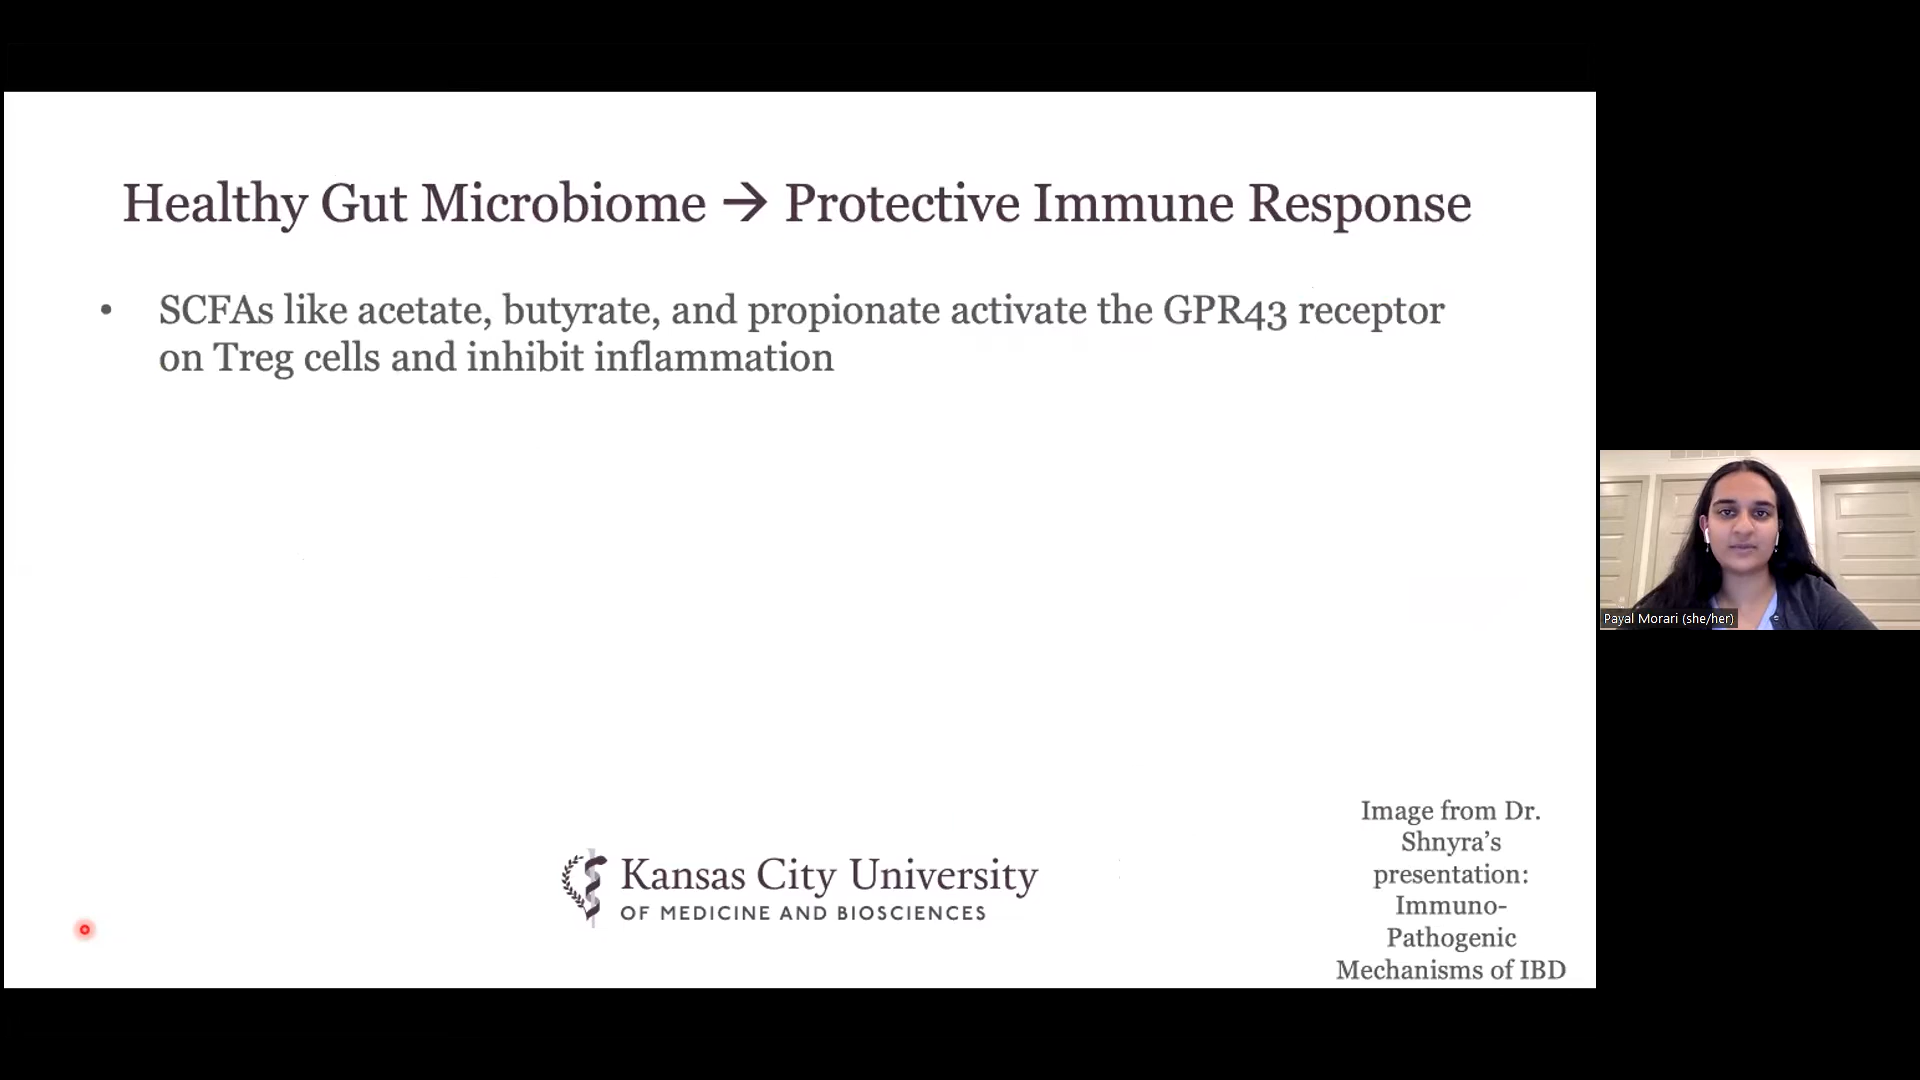 Healthy Gut Microbiome → Protective Immune Response
• SCFAs like acetate, butyrate, and propionate activate the GPR43 receptor
on Treg cells and inhibit inflammation
Payal Morari (she/her)
Image from Dr.
Shnyra’s
presentation:
Immuno-
Pathogenic
Mechanisms of IBD
Kansas City University
OF MEDICINE AND BIOSCIENCES